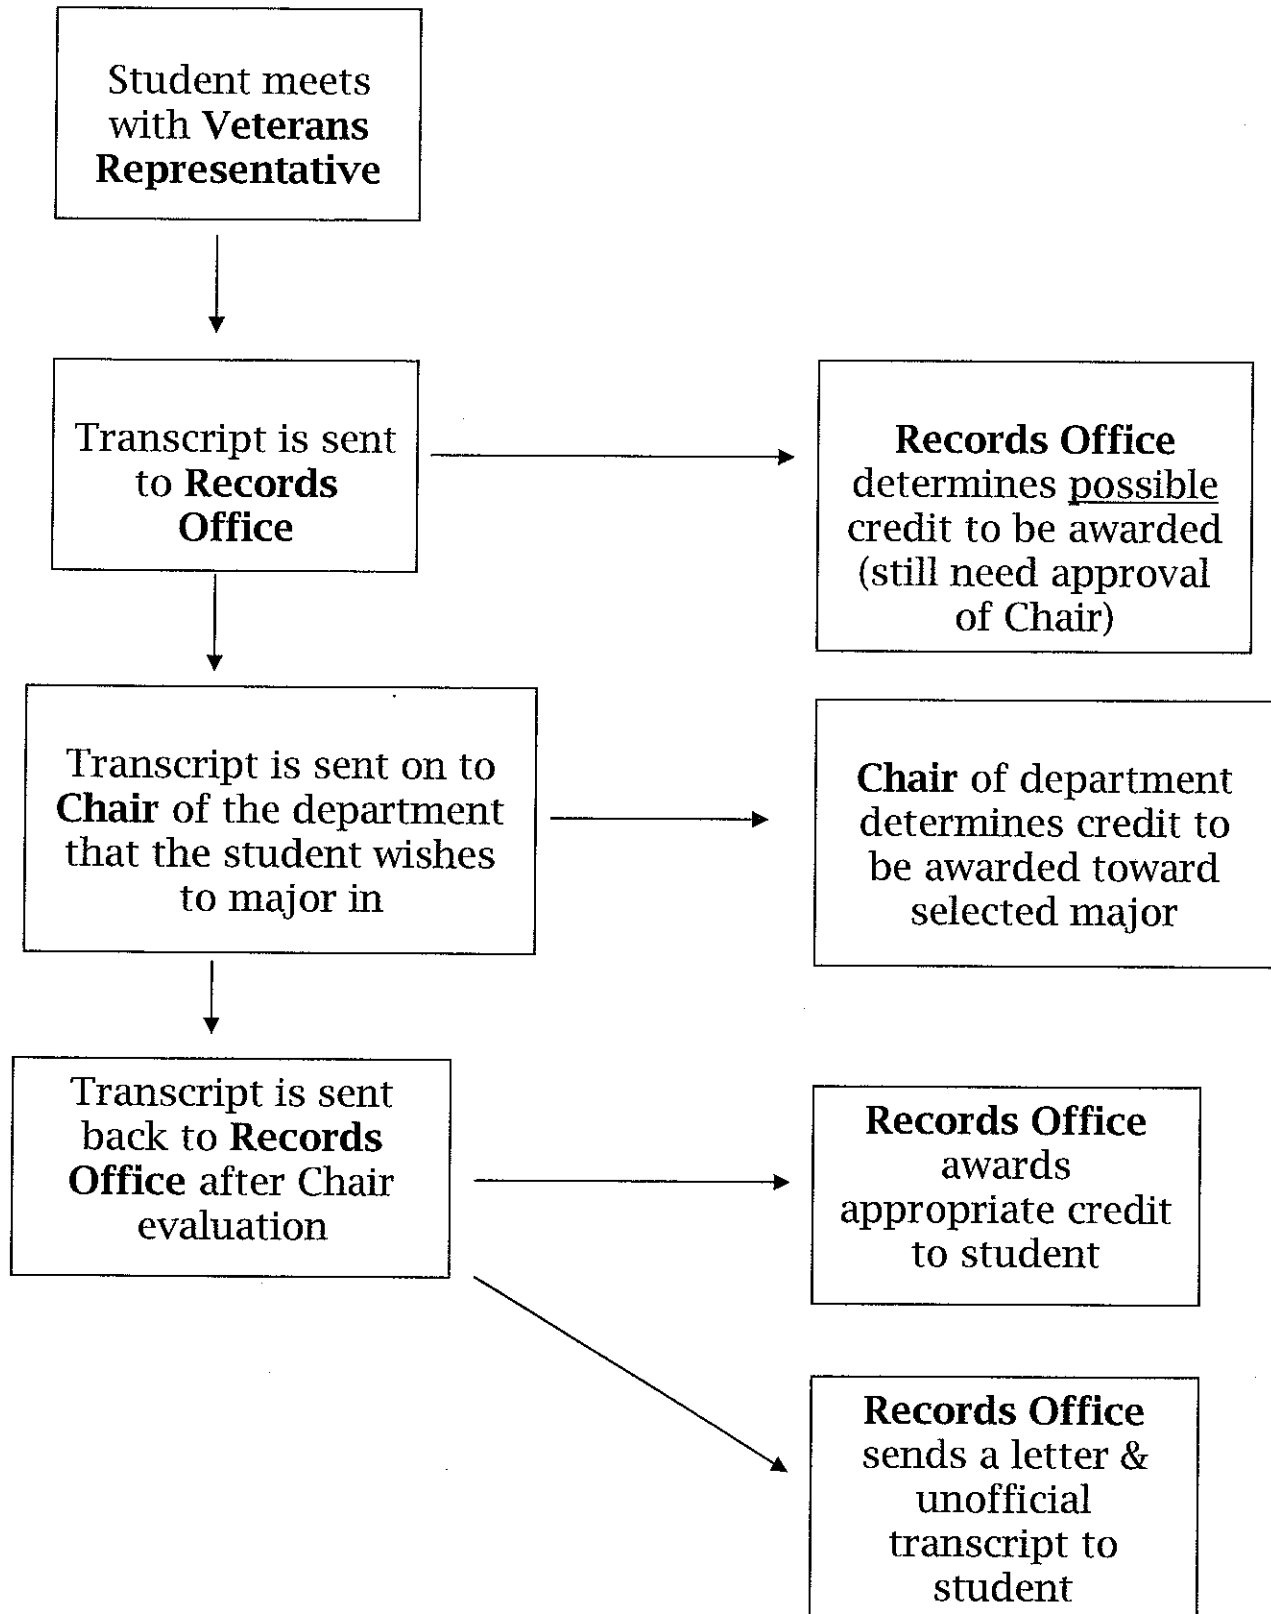 Student meets
with Veterans
Representative
Transcript is sent
to Records
Office
Records Office
determines possible
credit to be awarded
(still need approval
of Chair)
Transcript is sent on to
Chair of the department
that the student wishes
to major in
Chair of department
determines credit to
be awarded toward
selected major
Transcript is sent
back to Records
Office after Chair
evaluation
Records Office
awards
appropriate credit
to student
Records Office
sends a letter &
unofficial
transcript to
student